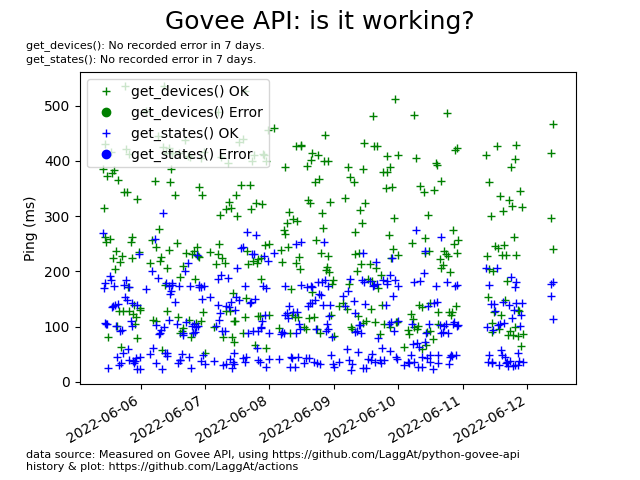 Govee API: is it working?
get_devices(): No recorded error in 7 days.
get_states(): No recorded error in 7 days.
get_devices() OK
get_devices() Error
get_states() OK
get_states() Error
Ping (ms)
500
400
300
200
100
0
2022-06-06
2022-06-07
2022-06-08
2022-06-09
2022-06-10
2022-06-11
2022-06-12
data source: Measured on Govee API, using https://github.com/LaggAt/python-govee-api
history & plot: https://github.com/LaggAt/actions